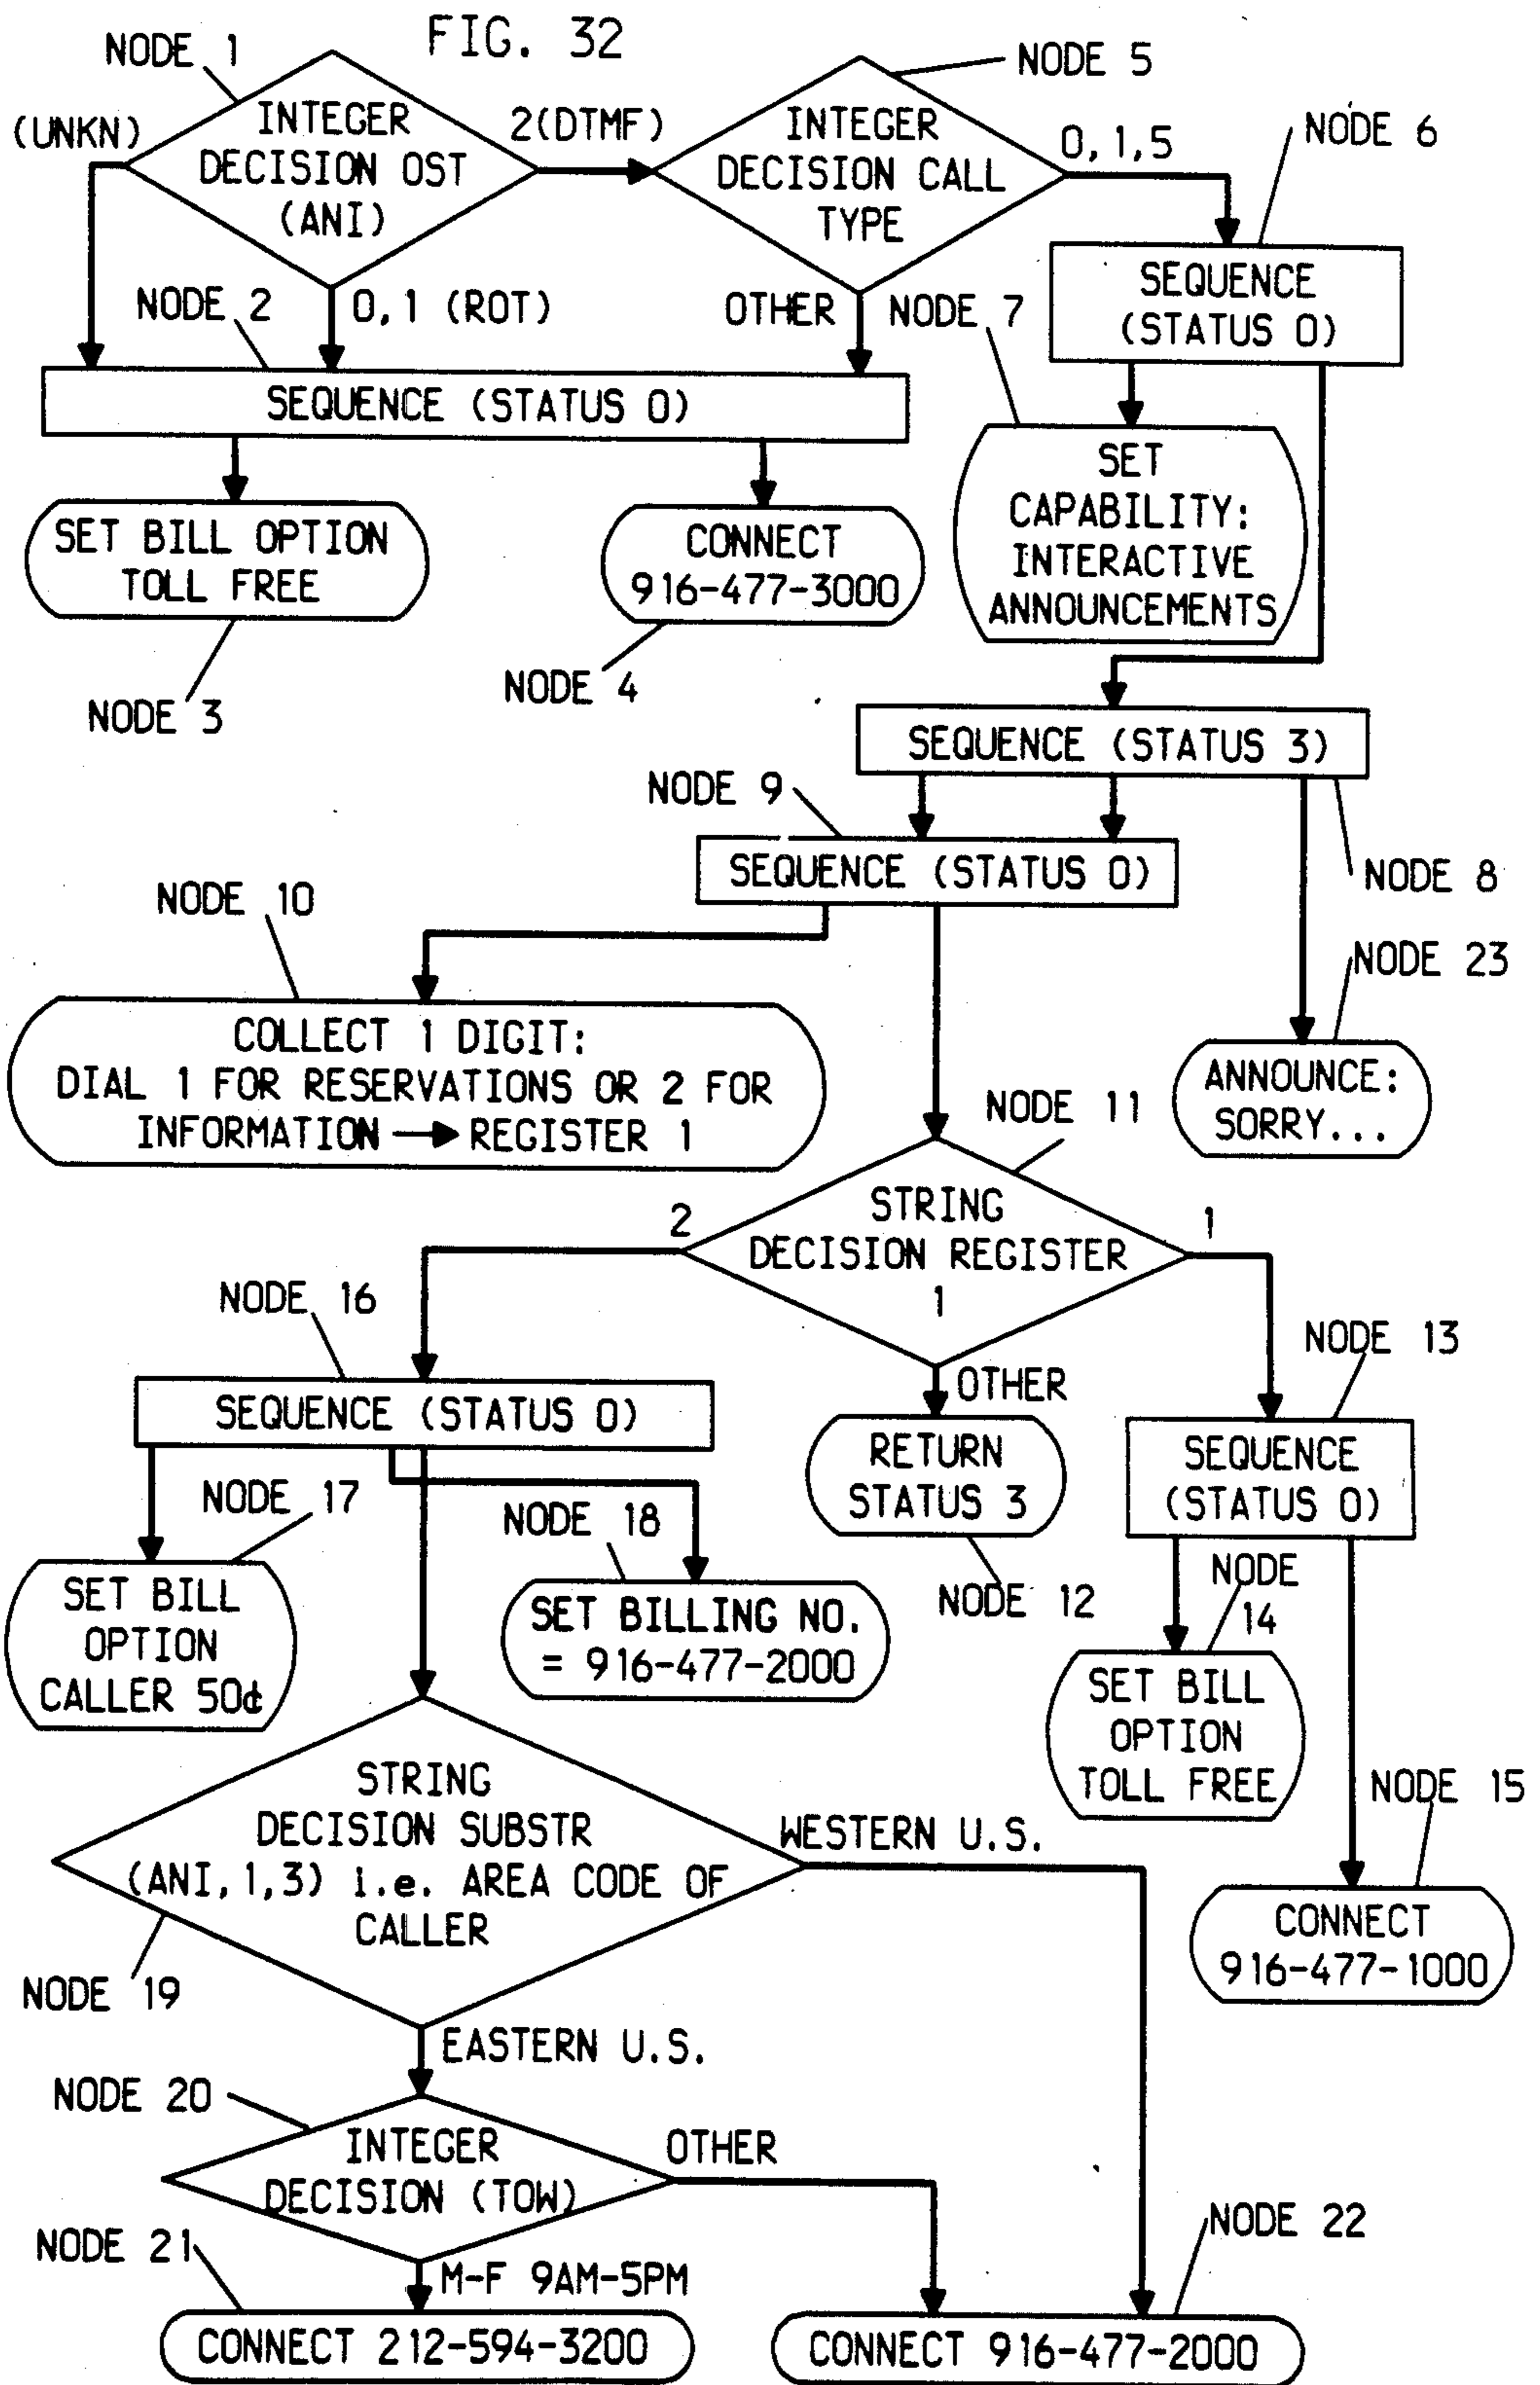 FIG. 32
NODE 1
NODE 5
(UNKN)
INTEGER
DECISION OST
(ANI)
2(DTMF)
INTEGER
DECISION CALL
TYPE
0,1,5
NODE 6
NODE 2
0,1 (ROT)
OTHER
NODE 7
SEQUENCE
(STATUS 0)
SEQUENCE (STATUS 0)
SET BILL OPTION
TOLL FREE
CONNECT
916-477-3000
SET
CAPABILITY:
INTERACTIVE
ANNOUNCEMENTS
NODE 3
NODE 4
SEQUENCE (STATUS 3)
NODE 9
SEQUENCE (STATUS 0)
NODE 8
NODE 10
NODE 23
COLLECT 1 DIGIT:
DIAL 1 FOR RESERVATIONS OR 2 FOR
INFORMATION → REGISTER 1
ANNOUNCE:
SORRY...
NODE 11
2
STRING
DECISION REGISTER
1
1
NODE 16
NODE 13
OTHER
SEQUENCE (STATUS 0)
RETURN
STATUS 3
SEQUENCE
(STATUS 0)
NODE 17
NODE 18
NODE 12
NODE
14
SET BILL
OPTION
CALLER 50¢
SET BILLING NO.
= 916-477-2000
SET BILL
OPTION
TOLL FREE
NODE 15
STRING
DECISION SUBSTR
(ANI,1,3) i.e. AREA CODE OF
CALLER
WESTERN U.S.
CONNECT
916-477-1000
NODE 19
EASTERN U.S.
NODE 20
INTEGER
DECISION (TOW)
OTHER
NODE 21
NODE 22
M-F 9AM-5PM
CONNECT 212-594-3200
CONNECT 916-477-2000